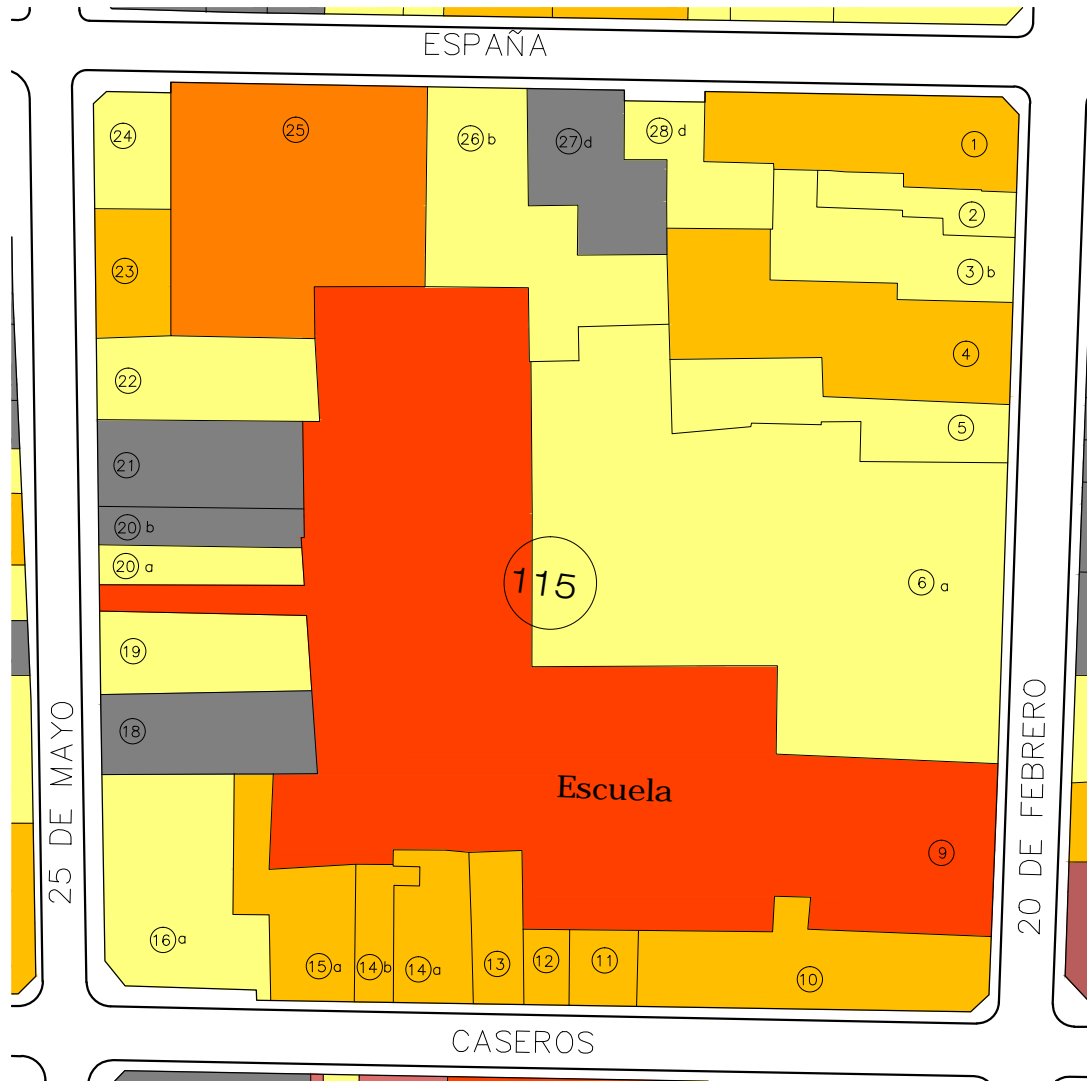 ESPAÑA
24
25
26 b
27 d
28 d
1
2
3 b
23
4
22
5
21
20 b
20 a
115
6 a
19
18
25 DE MAYO
20 DE FEBRERO
Escuela
9
16 a
15 a
14 b
14 a
13
12
11
10
CASEROS